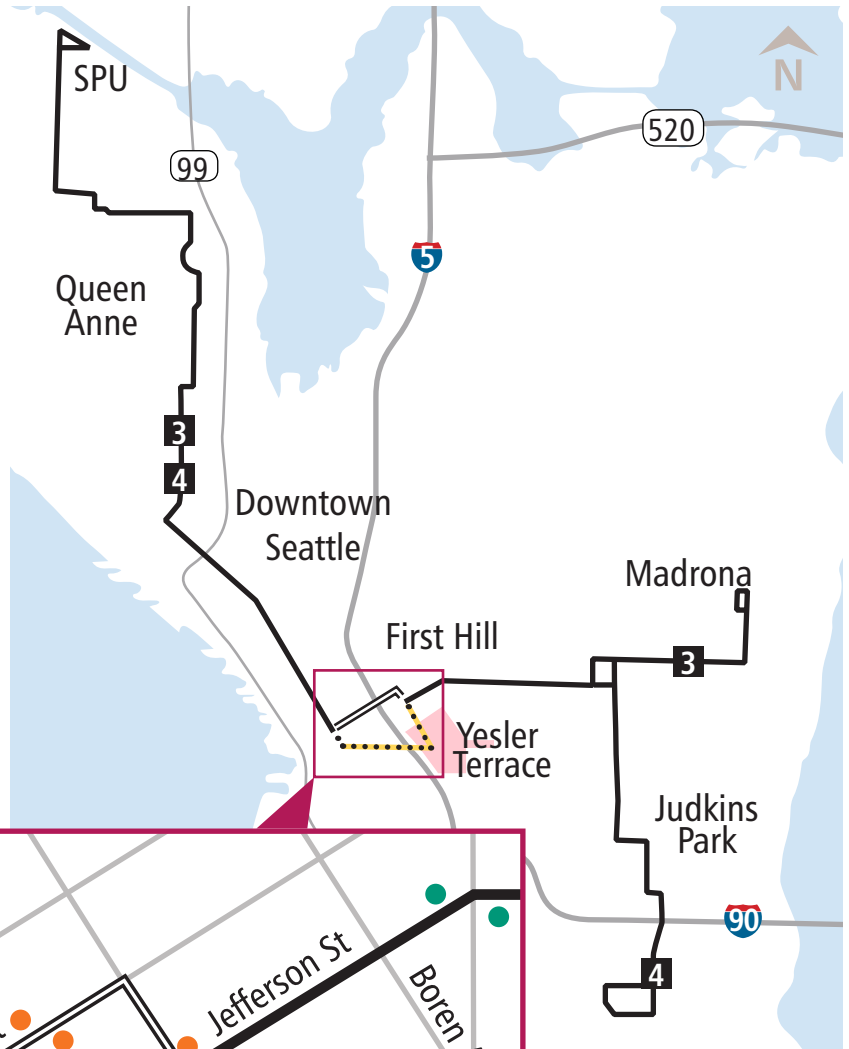 SPU
N
520
99
5
Queen
Anne
3
4
Downtown
Seattle
Madrona
First Hill
3
Yesler
Terrace
Judkins
Park
90
4
Jefferson St
Boren